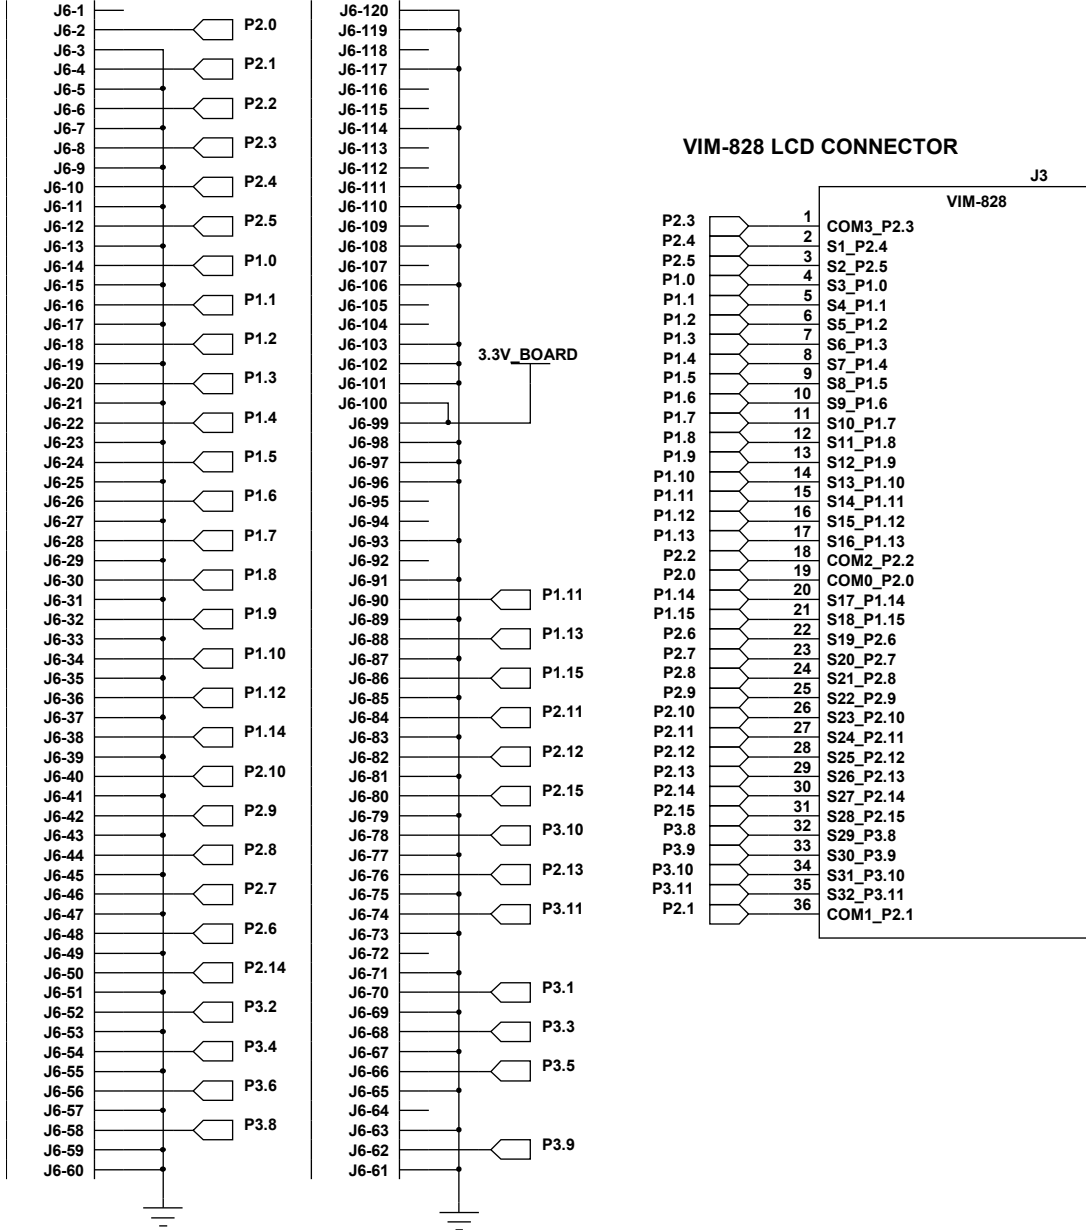 J6-1
J6-2 P2.0
J6-3
J6-4 P2.1
J6-5
J6-6 P2.2
J6-7
J6-8 P2.3
J6-9
J6-10 P2.4
J6-11
J6-12 P2.5
J6-13
J6-14 P1.0
J6-15
J6-16 P1.1
J6-17
J6-18 P1.2
J6-19
J6-20 P1.3
J6-21
J6-22 P1.4
J6-23
J6-24 P1.5
J6-25
J6-26 P1.6
J6-27
J6-28 P1.7
J6-29
J6-30 P1.8
J6-31
J6-32 P1.9
J6-33
J6-34 P1.10
J6-35
J6-36 P1.12
J6-37
J6-38 P1.14
J6-39
J6-40 P2.10
J6-41
J6-42 P2.9
J6-43
J6-44 P2.8
J6-45
J6-46 P2.7
J6-47
J6-48 P2.6
J6-49
J6-50 P2.14
J6-51
J6-52 P3.2
J6-53
J6-54 P3.4
J6-55
J6-56 P3.6
J6-57
J6-58 P3.8
J6-59
J6-60
J6-120
J6-119
J6-118
J6-117
J6-116
J6-115
J6-114
J6-113
J6-112
J6-111
J6-110
J6-109
J6-108
J6-107
J6-106
J6-105
J6-104
J6-103
3.3V_BOARD
J6-102
J6-101
J6-100
J6-99
J6-98
J6-97
J6-96
J6-95
J6-94
J6-93
J6-92
J6-91
J6-90 P1.11
J6-89
J6-88 P1.13
J6-87
J6-86 P1.15
J6-85
J6-84 P2.11
J6-83
J6-82 P2.12
J6-81
J6-80 P2.15
J6-79
J6-78 P3.10
J6-77
J6-76 P2.13
J6-75
J6-74 P3.11
J6-73
J6-72
J6-71
J6-70 P3.1
J6-69
J6-68 P3.3
J6-67
J6-66 P3.5
J6-65
J6-64
J6-63
J6-62 P3.9
J6-61
VIM-828 LCD CONNECTOR
J3
VIM-828
P2.3 1 COM3_P2.3
P2.4 2 S1_P2.4
P2.5 3 S2_P2.5
P1.0 4 S3_P1.0
P1.1 5 S4_P1.1
P1.2 6 S5_P1.2
P1.3 7 S6_P1.3
P1.4 8 S7_P1.4
P1.5 9 S8_P1.5
P1.6 10 S9_P1.6
P1.7 11 S10_P1.7
P1.8 12 S11_P1.8
P1.9 13 S12_P1.9
P1.10 14 S13_P1.10
P1.11 15 S14_P1.11
P1.12 16 S15_P1.12
P1.13 17 S16_P1.13
P2.2 18 COM2_P2.2
P2.0 19 COM0_P2.0
P1.14 20 S17_P1.14
P1.15 21 S18_P1.15
P2.6 22 S19_P2.6
P2.7 23 S20_P2.7
P2.8 24 S21_P2.8
P2.9 25 S22_P2.9
P2.10 26 S23_P2.10
P2.11 27 S24_P2.11
P2.12 28 S25_P2.12
P2.13 29 S26_P2.13
P2.14 30 S27_P2.14
P2.15 31 S28_P2.15
P3.8 32 S29_P3.8
P3.9 33 S30_P3.9
P3.10 34 S31_P3.10
P3.11 35 S32_P3.11
P2.1 36 COM1_P2.1